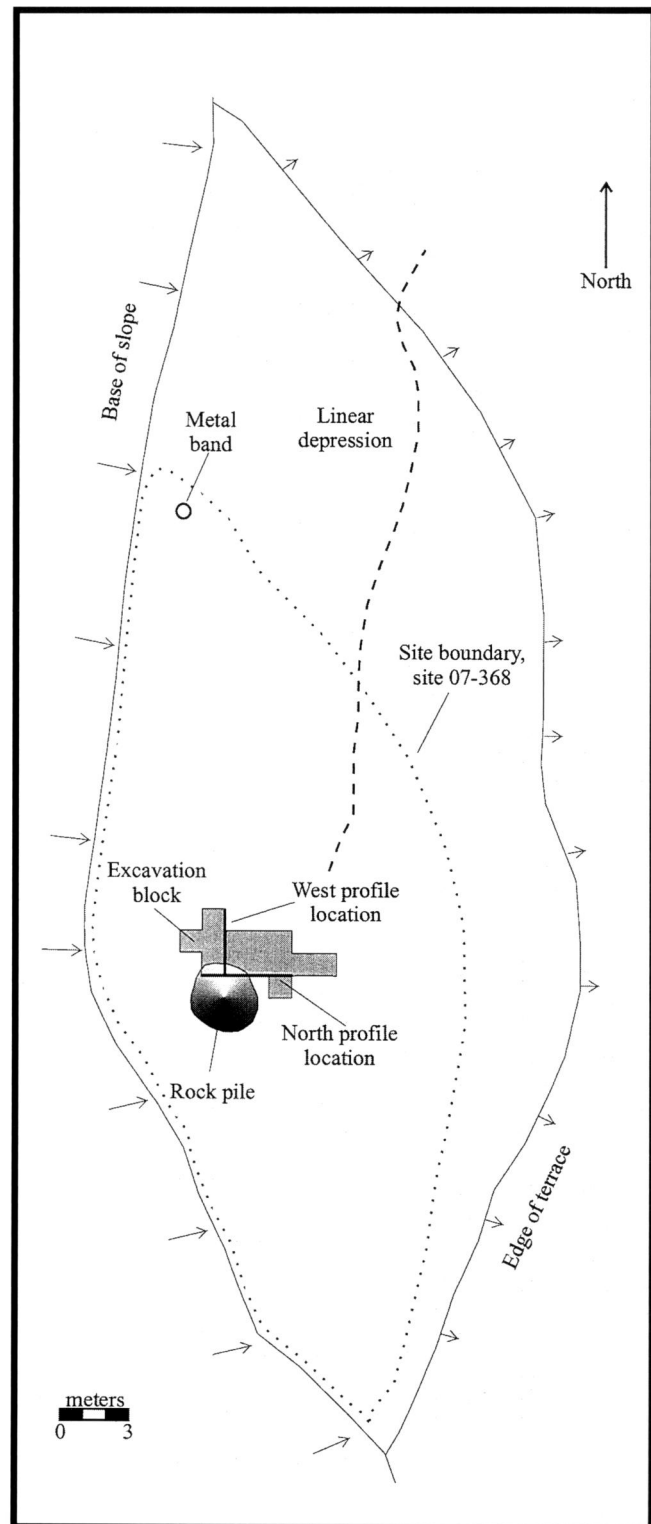 North
Base of slope
Metal
band
Linear
depression
Site boundary,
site 07-368
Excavation
block
West profile
location
North profile
location
Rock pile
Edge of terrace
meters
0 3